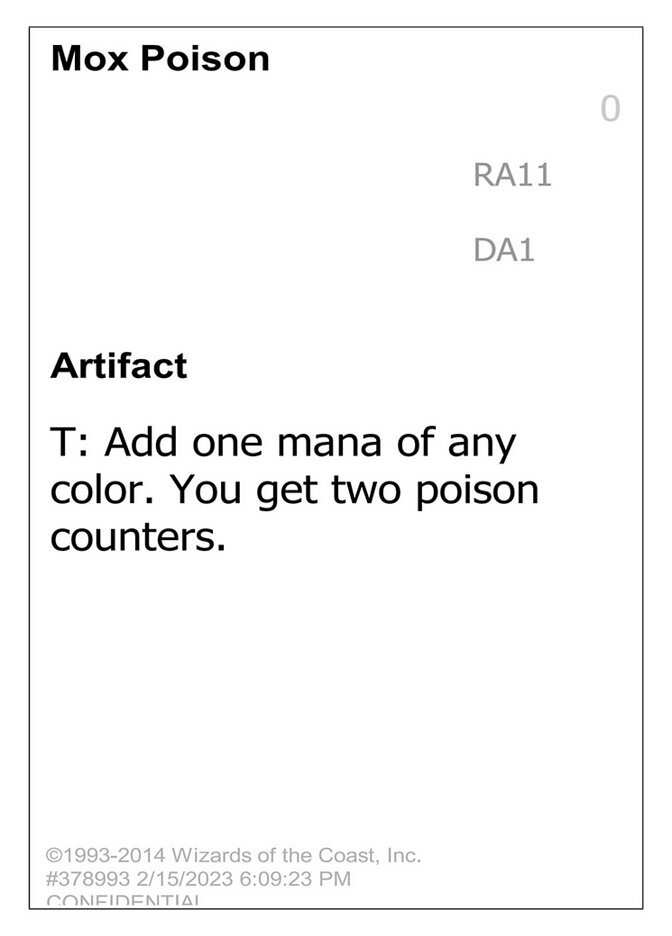 Mox Poison
0
RA11
DA1
Artifact
T: Add one mana of any
color. You get two poison
counters.
©1993-2014 Wizards of the Coast, Inc.
#378993 2/15/2023 6:09:23 PM
CONFIDENTIAL